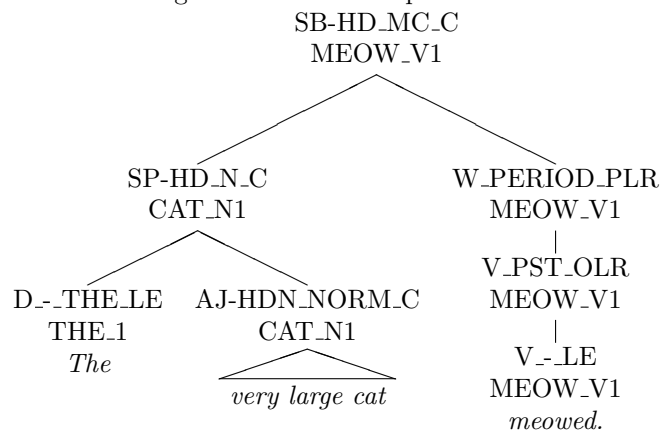 SB-HD_MC_C
MEOW_V1
SP-HD_N_C
CAT_N1
W_PERIOD_PLR
MEOW_V1
D_-_THE_LE
THE_1
The
AJ-HDN_NORM_C
CAT_N1
very large cat
V_PST_OLR
MEOW_V1
V_-_LE
MEOW_V1
meowed.